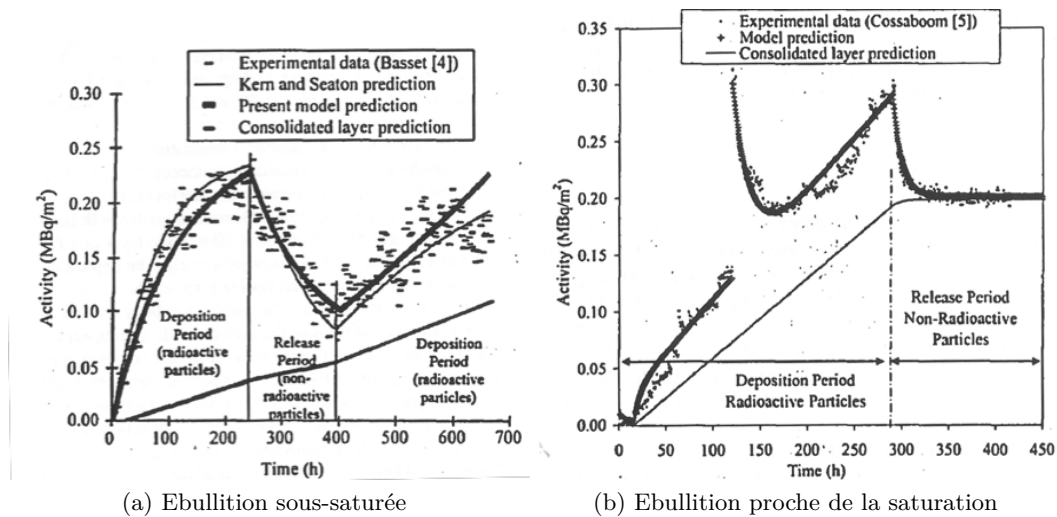 Experimental data (Basset [4])
Kern and Seaton prediction
Present model prediction
Consolidated layer prediction
Activity (MBq/m²)
0.35
0.30
0.25
0.20
0.15
0.10
0.05
0.00
Deposition
Period
(radioactive
particles)
Release
Period
(non-
radioactive
particles)
Deposition
Period
(radioactive
particles)
0 100 200 300 400 500 600 700
Time (h)
(a) Ebullition sous-saturée
Experimental data (Cossaboom [5])
Model prediction
Consolidated layer prediction
Activity (MBq/m²)
0.35
0.30
0.25
0.20
0.15
0.10
0.05
0.00
Release Period
Non-Radioactive
Particles
Deposition Period
Radioactive Particles
0 50 100 150 200 250 300 350 400 450
Time (h)
(b) Ebullition proche de la saturation